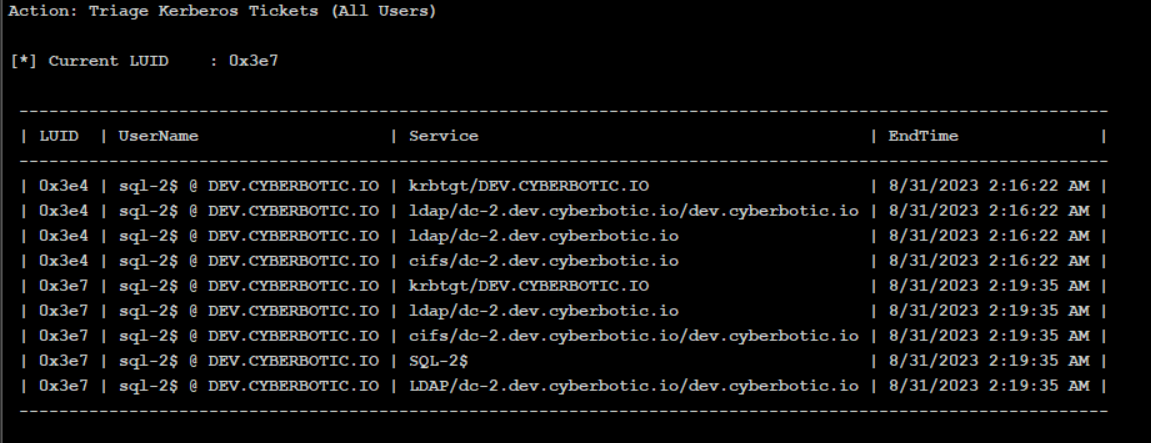 Action: Triage Kerberos Tickets (All Users)
[*] Current LUID    : 0x3e7
---------------------------------------------------------------------------------------------------------------
| LUID  | UserName                   | Service                                       | EndTime              |
---------------------------------------------------------------------------------------------------------------
| 0x3e4 | sql-2$ @ DEV.CYBERBOTIC.IO | krbtgt/DEV.CYBERBOTIC.IO                      | 8/31/2023 2:16:22 AM |
| 0x3e4 | sql-2$ @ DEV.CYBERBOTIC.IO | ldap/dc-2.dev.cyberbotic.io/dev.cyberbotic.io | 8/31/2023 2:16:22 AM |
| 0x3e4 | sql-2$ @ DEV.CYBERBOTIC.IO | ldap/dc-2.dev.cyberbotic.io                   | 8/31/2023 2:16:22 AM |
| 0x3e4 | sql-2$ @ DEV.CYBERBOTIC.IO | cifs/dc-2.dev.cyberbotic.io                   | 8/31/2023 2:16:22 AM |
| 0x3e7 | sql-2$ @ DEV.CYBERBOTIC.IO | krbtgt/DEV.CYBERBOTIC.IO                      | 8/31/2023 2:19:35 AM |
| 0x3e7 | sql-2$ @ DEV.CYBERBOTIC.IO | ldap/dc-2.dev.cyberbotic.io                   | 8/31/2023 2:19:35 AM |
| 0x3e7 | sql-2$ @ DEV.CYBERBOTIC.IO | cifs/dc-2.dev.cyberbotic.io/dev.cyberbotic.io | 8/31/2023 2:19:35 AM |
| 0x3e7 | sql-2$ @ DEV.CYBERBOTIC.IO | SQL-2$                                        | 8/31/2023 2:19:35 AM |
| 0x3e7 | sql-2$ @ DEV.CYBERBOTIC.IO | LDAP/dc-2.dev.cyberbotic.io/dev.cyberbotic.io | 8/31/2023 2:19:35 AM |
---------------------------------------------------------------------------------------------------------------